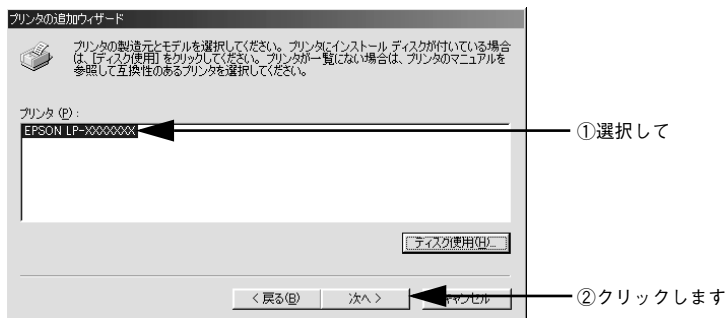 プリンタの追加ウィザード
プリンタの製造元とモデルを選択してください。プリンタにインストール ディスクが付いている場合
は、[ディスク使用] をクリックしてください。プリンタが一覧にない場合は、プリンタのマニュアルを
参照して互換性のあるプリンタを選択してください。
プリンタ (P) :
EPSON LP-XXXXXXX
①選択して
ディスク使用(H)...
< 戻る(B)
次へ >
キャンセル
②クリックします